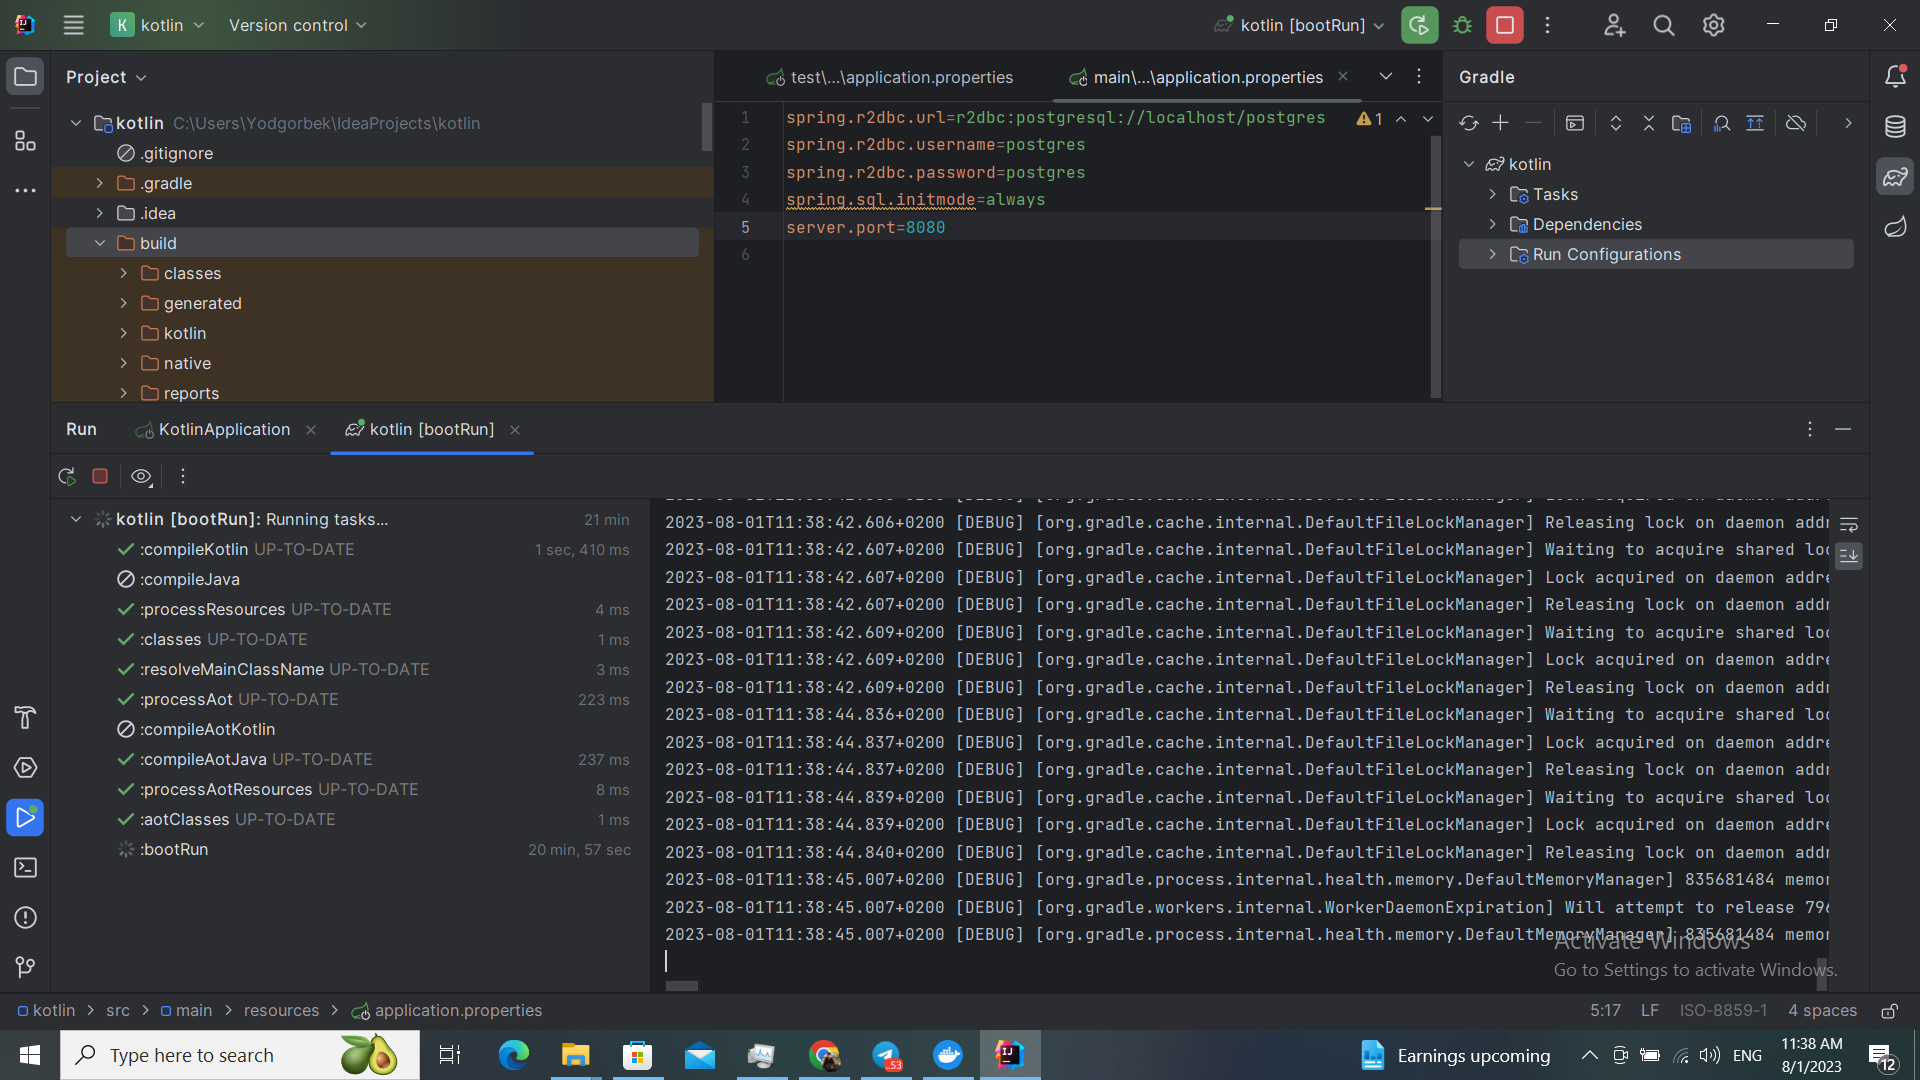 K kotlin Version control kotlin [bootRun]
Project
kotlin C:\Users\Yodgorbek\IdeaProjects\kotlin
.gitignore
.gradle
.idea
build
classes
generated
kotlin
native
reports
test\...\application.properties main\...\application.properties
1 spring.r2dbc.url=r2dbc:postgresql://localhost/postgres 1
2 spring.r2dbc.username=postgres
3 spring.r2dbc.password=postgres
4 spring.sql.initmode=always
5 server.port=8080
6
Gradle
kotlin
Tasks
Dependencies
Run Configurations
Run KotlinApplication kotlin [bootRun]
kotlin [bootRun]: Running tasks... 21 min
:compileKotlin UP-TO-DATE 1 sec, 410 ms
:compileJava
:processResources UP-TO-DATE 4 ms
:classes UP-TO-DATE 1 ms
:resolveMainClassName UP-TO-DATE 3 ms
:processAot UP-TO-DATE 223 ms
:compileAotKotlin
:compileAotJava UP-TO-DATE 237 ms
:processAotResources UP-TO-DATE 8 ms
:aotClasses UP-TO-DATE 1 ms
:bootRun 20 min, 57 sec
2023-08-01T11:38:42.606+0200 [DEBUG] [org.gradle.cache.internal.DefaultFileLockManager] Releasing lock on daemon addr
2023-08-01T11:38:42.607+0200 [DEBUG] [org.gradle.cache.internal.DefaultFileLockManager] Waiting to acquire shared loc
2023-08-01T11:38:42.607+0200 [DEBUG] [org.gradle.cache.internal.DefaultFileLockManager] Lock acquired on daemon addre
2023-08-01T11:38:42.607+0200 [DEBUG] [org.gradle.cache.internal.DefaultFileLockManager] Releasing lock on daemon addr
2023-08-01T11:38:42.609+0200 [DEBUG] [org.gradle.cache.internal.DefaultFileLockManager] Waiting to acquire shared loc
2023-08-01T11:38:42.609+0200 [DEBUG] [org.gradle.cache.internal.DefaultFileLockManager] Lock acquired on daemon addre
2023-08-01T11:38:42.609+0200 [DEBUG] [org.gradle.cache.internal.DefaultFileLockManager] Releasing lock on daemon addr
2023-08-01T11:38:44.836+0200 [DEBUG] [org.gradle.cache.internal.DefaultFileLockManager] Waiting to acquire shared loc
2023-08-01T11:38:44.837+0200 [DEBUG] [org.gradle.cache.internal.DefaultFileLockManager] Lock acquired on daemon addre
2023-08-01T11:38:44.837+0200 [DEBUG] [org.gradle.cache.internal.DefaultFileLockManager] Releasing lock on daemon addr
2023-08-01T11:38:44.839+0200 [DEBUG] [org.gradle.cache.internal.DefaultFileLockManager] Waiting to acquire shared loc
2023-08-01T11:38:44.839+0200 [DEBUG] [org.gradle.cache.internal.DefaultFileLockManager] Lock acquired on daemon addre
2023-08-01T11:38:44.840+0200 [DEBUG] [org.gradle.cache.internal.DefaultFileLockManager] Releasing lock on daemon addr
2023-08-01T11:38:45.007+0200 [DEBUG] [org.gradle.process.internal.health.memory.DefaultMemoryManager] 835681484 memor
2023-08-01T11:38:45.007+0200 [DEBUG] [org.gradle.workers.internal.WorkerDaemonExpiration] Will attempt to release 796
2023-08-01T11:38:45.007+0200 [DEBUG] [org.gradle.process.internal.health.memory.DefaultMemoryManager] 835681484 memor
Activate Windows
Go to Settings to activate Windows.
kotlin > src > main > resources > application.properties 5:17 LF ISO-8859-1 4 spaces
Type here to search ..53 Earnings upcoming ENG 11:38 AM
8/1/2023 12